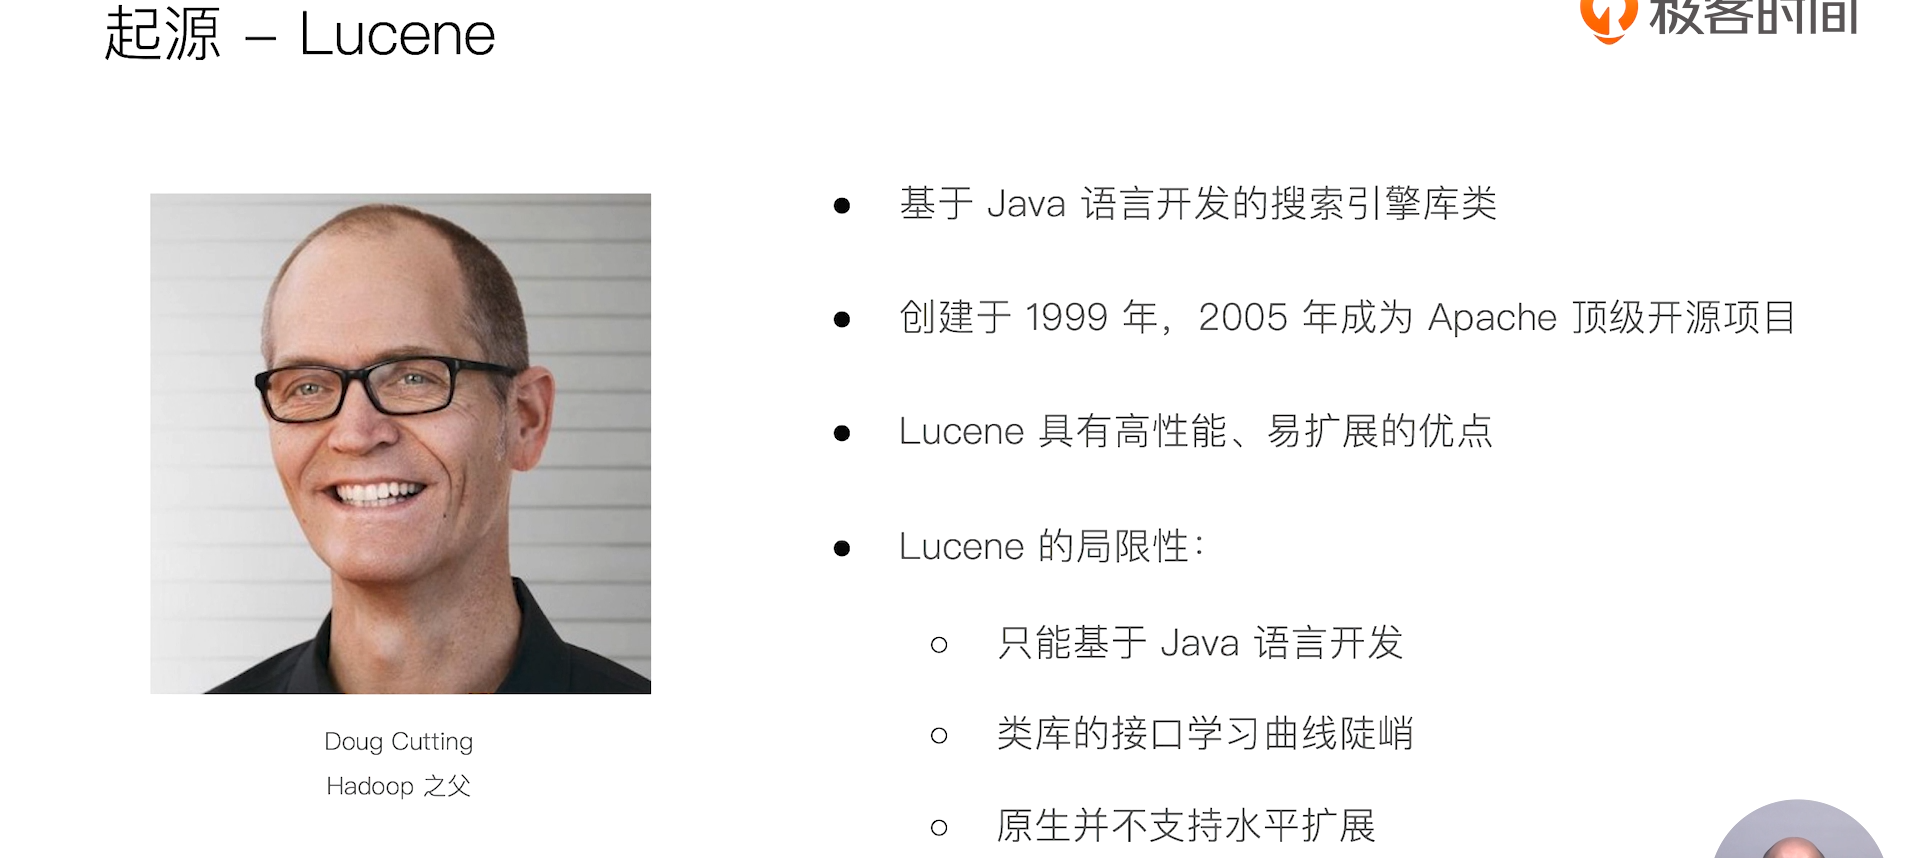 起源 – Lucene
极客时间
基于 Java 语言开发的搜索引擎库类
创建于 1999 年，2005 年成为 Apache 顶级开源项目
Lucene 具有高性能、易扩展的优点
Lucene 的局限性：
只能基于 Java 语言开发
类库的接口学习曲线陡峭
原生并不支持水平扩展
Doug Cutting
Hadoop 之父